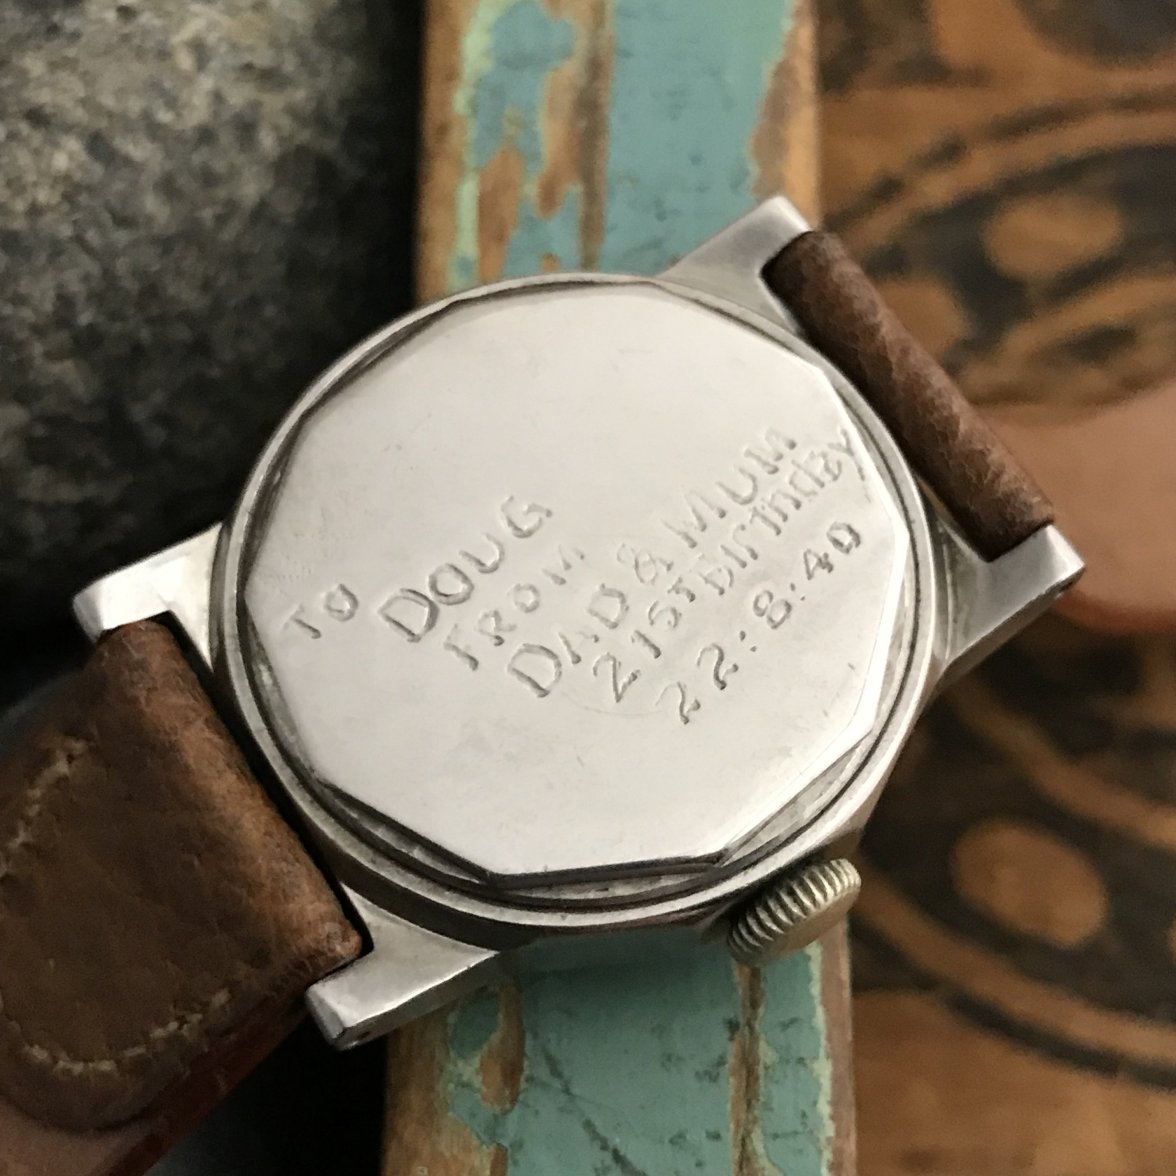 To
DOUG
FROM
DAD & MUM
21ST birthday
22:8:40